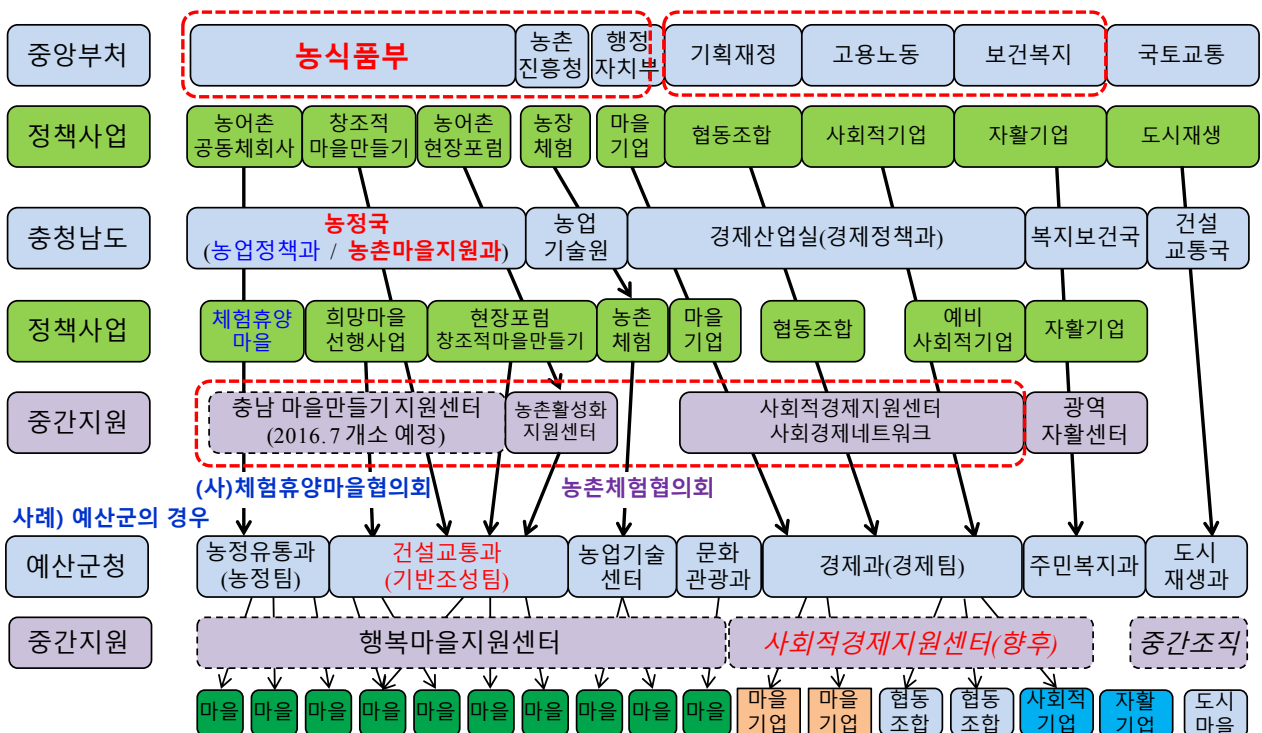 중앙부처
농식품부
농촌
진흥청
행정
자치부
기획재정
고용노동
보건복지
국토교통
정책사업
농어촌
공동체회사
창조적
마을만들기
농어촌
현장포럼
농장
체험
마을
기업
협동조합
사회적기업
자활기업
도시재생
충청남도
농정국
(농업정책과 / 농촌마을지원과)
농업
기술원
경제산업실(경제정책과)
복지보건국
건설
교통국
정책사업
체험휴양
마을
희망마을
선행사업
현장포럼
창조적마을만들기
농촌
체험
마을
기업
협동조합
예비
사회적기업
자활기업
중간지원
충남 마을만들기 지원센터
(2016. 7 개소 예정)
농촌활성화
지원센터
사회적경제지원센터
사회경제네트워크
광역
자활센터
(사)체험휴양마을협의회
농촌체험협의회
사례) 예산군의 경우
예산군청
농정유통과
(농정팀)
건설교통과
(기반조성팀)
농업기술
센터
문화
관광과
경제과(경제팀)
주민복지과
도시
재생과
중간지원
행복마을지원센터
사회적경제지원센터(향후)
중간조직
마을
마을
마을
마을
마을
마을
마을
마을
마을
마을
마을
기업
마을
기업
협동
조합
협동
조합
사회적
기업
자활
기업
도시
마을